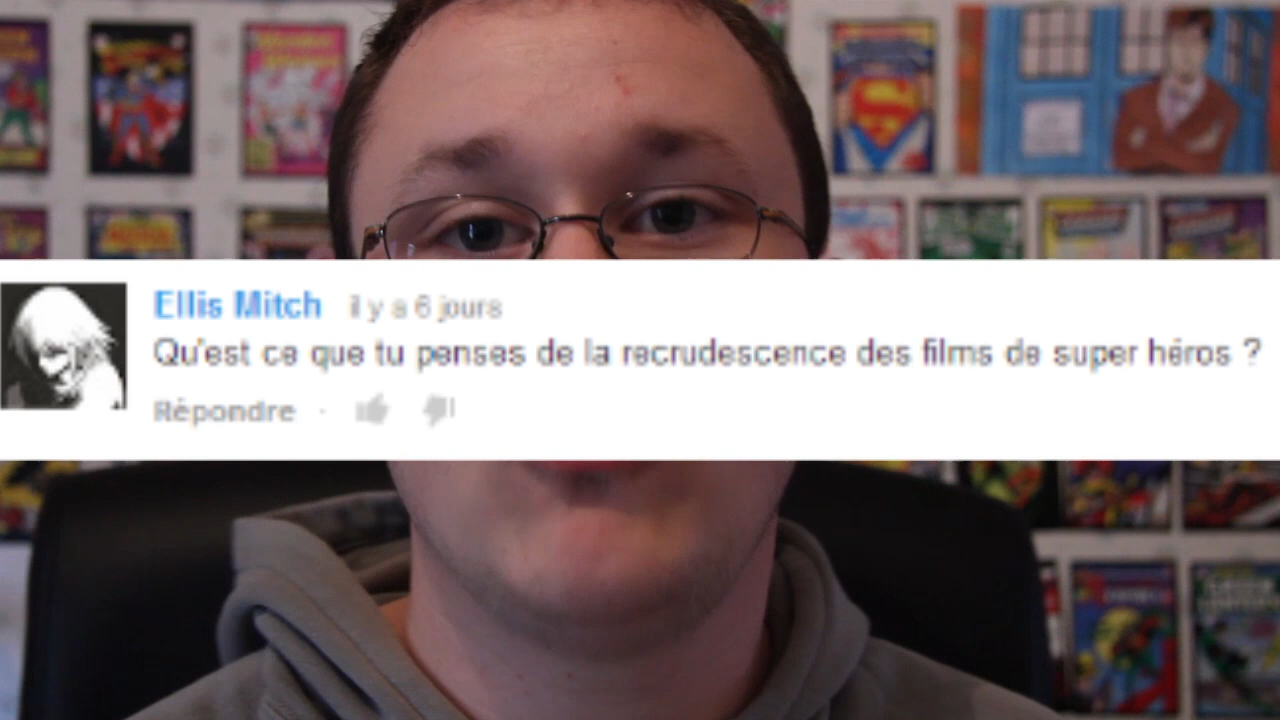 Ellis Mitch il y a 6 jours
Qu'est ce que tu penses de la recrudescence des films de super héros ?
Répondre